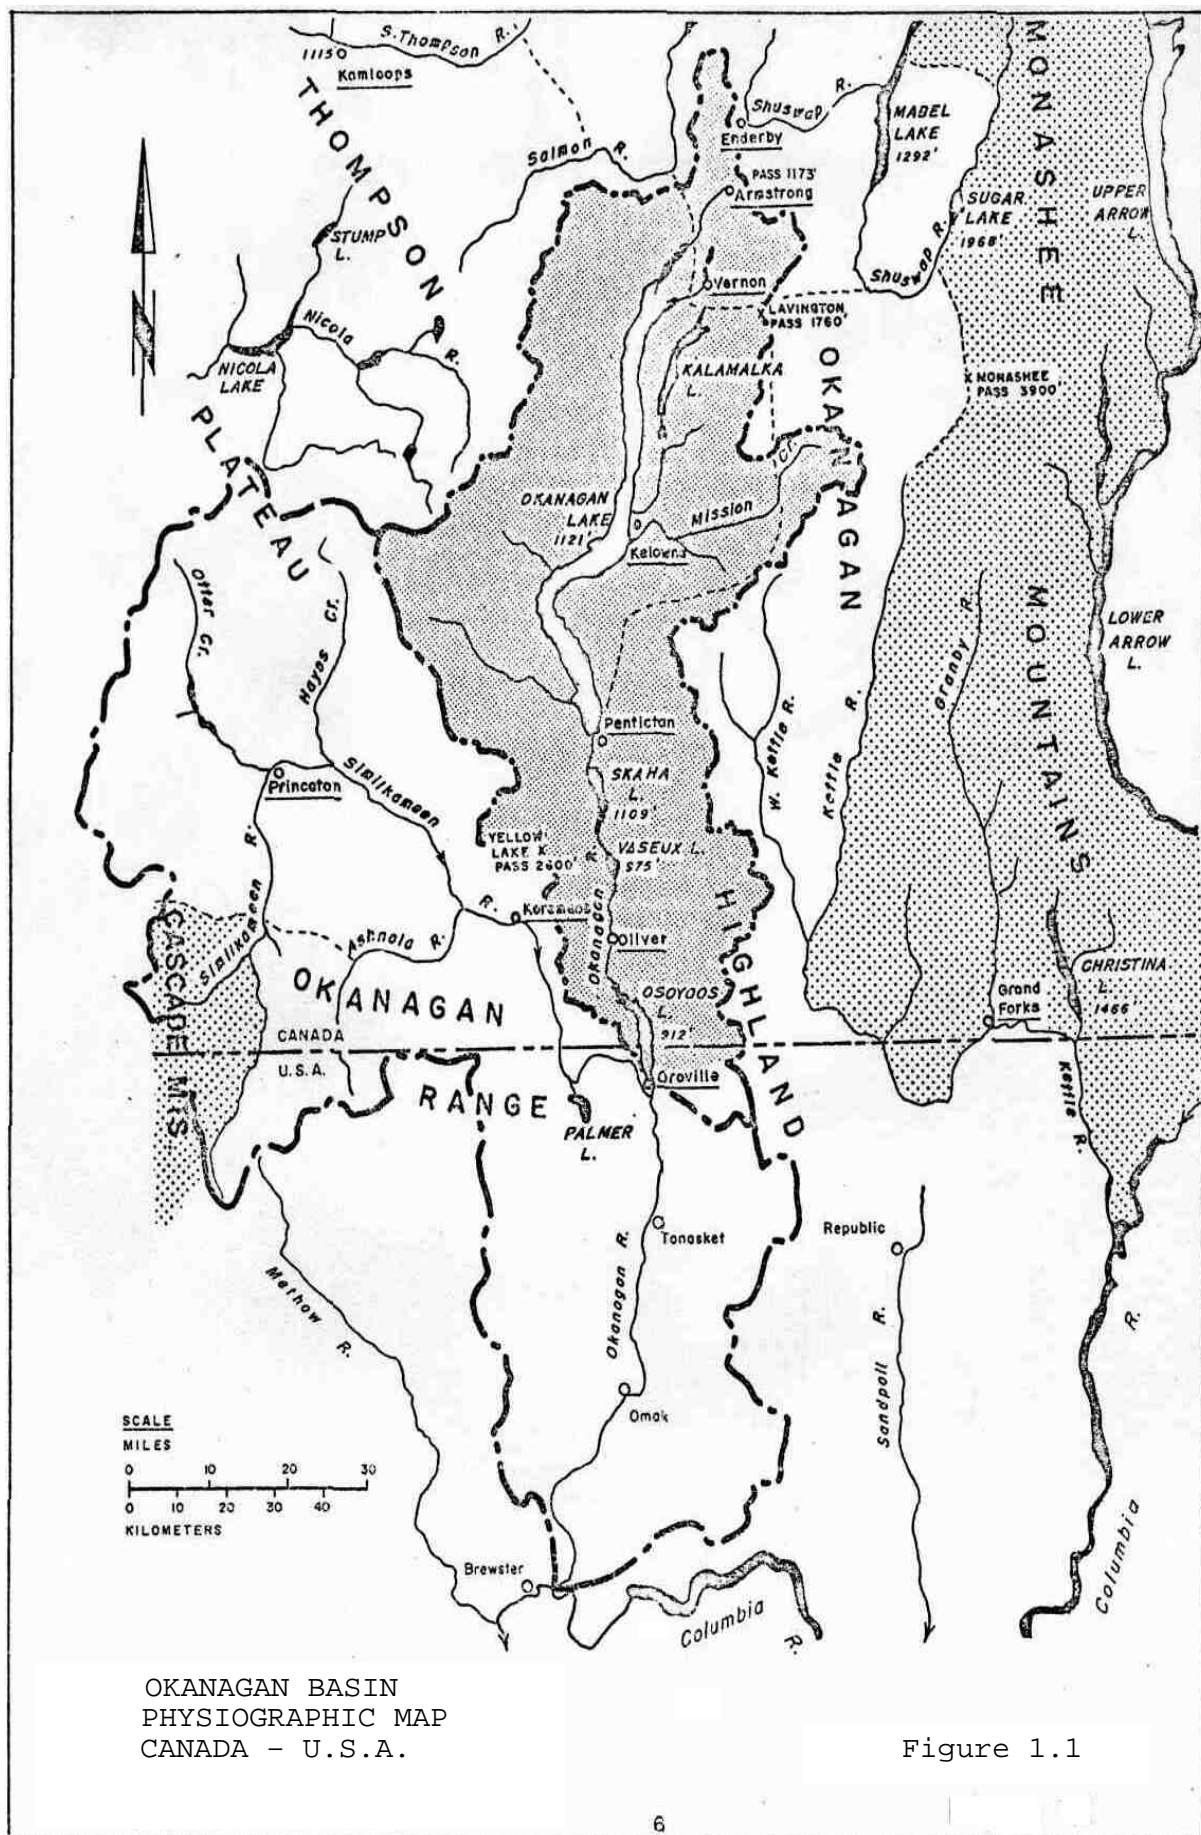 S. Thompson R.
1115
Kamloops
THOMPSON
PLATEAU
Salmon R.
Shuswap R.
Enderby
PASS 1173'
Armstrong
MABEL
LAKE
1292'
MONASHEE
MOUNTAINS
SUGAR
LAKE
1968'
UPPER
ARROW
L.
STUMP
L.
Shuswap R.
Vernon
LAVINGTON
PASS 1760'
Nicola
R.
NICOLA
LAKE
KALAMALKA
L.
OKANAGAN
HIGHLAND
MONASHEE
PASS 3900
OKANAGAN
LAKE
1121'
Mission
Cr.
Kelowna
Otter Cr.
Hayes Cr.
W. Kettle R.
Kettle R.
Granby R.
LOWER
ARROW
L.
Penticton
SKAHA
L.
1109'
Princeton
Similkameen
R.
YELLOW
LAKE X
PASS 2600'
VASEUX L.
Keremeos
Okanagan R.
Oliver
CASCADE MTS
Similkameen R.
Ashnola R.
OKANAGAN
RANGE
OSOYOOS
L.
912'
Grand
Forks
CHRISTINA
L.
1466'
CANADA
U.S.A.
Oroville
Kettle R.
PALMER
L.
Tonasket
Republic
Methow R.
Okanagan R.
Omak
Sandpoll R.
R.
Columbia
SCALE
MILES
0 10 20 30
0 10 20 30 40
KILOMETERS
Brewster
Columbia R.
OKANAGAN BASIN
PHYSIOGRAPHIC MAP
CANADA – U.S.A.
Figure 1.1
6